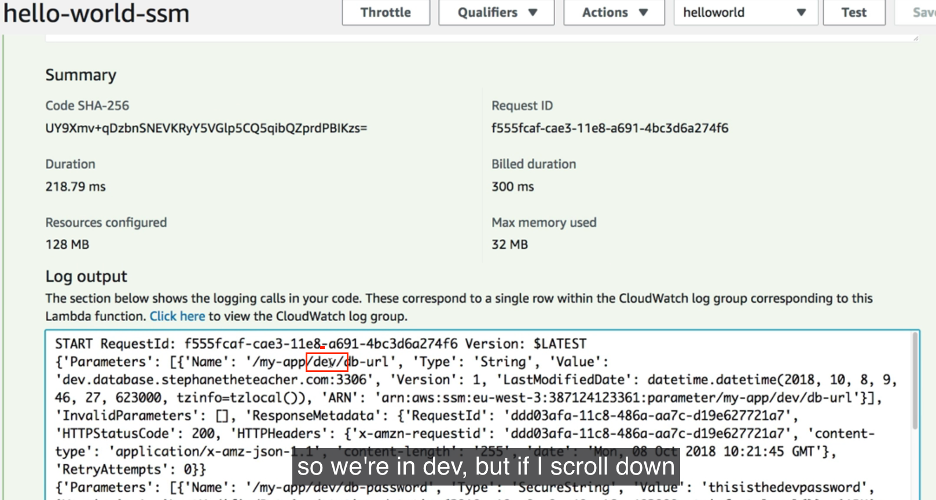 hello-world-ssm
Throttle
Qualifiers
Actions
helloworld
Test
Summary
Code SHA-256
Request ID
UY9Xmv+qDzbnSNEVKRyY5VGlp5CQ5qibQZprdPBIKzs=
f555fcaf-cae3-11e8-a691-4bc3d6a274f6
Duration
Billed duration
218.79 ms
300 ms
Resources configured
Max memory used
128 MB
32 MB
Log output
The section below shows the logging calls in your code. These correspond to a single row within the CloudWatch log group corresponding to this
Lambda function. Click here to view the CloudWatch log group.
START RequestId: f555fcaf-cae3-11e8-a691-4bc3d6a274f6 Version: $LATEST
{'Parameters': [{'Name': '/my-app/dev/db-url', 'Type': 'String', 'Value':
'dev.database.stephanetheteacher.com:3306', 'Version': 1, 'LastModifiedDate': datetime.datetime(2018, 10, 8, 9,
46, 27, 623000, tzinfo=tzlocal()), 'ARN': 'arn:aws:ssm:eu-west-3:387124123361:parameter/my-app/dev/db-url'}],
'InvalidParameters': [], 'ResponseMetadata': {'RequestId': 'ddd03afa-11c8-486a-aa7c-d19e627721a7',
'HTTPStatusCode': 200, 'HTTPHeaders': {'x-amzn-requestid': 'ddd03afa-11c8-486a-aa7c-d19e627721a7', 'content-
type': 'application/x-amz-json-1.1', 'content-length': '255', 'date': 'Mon, 08 Oct 2018 10:21:45 GMT'},
'RetryAttempts': 0}}
so we're in dev, but if I scroll down
{'Parameters': [{'Name': '/my-app/dev/db-password', 'Type': 'SecureString', 'Value': 'thisisthedevpassword',